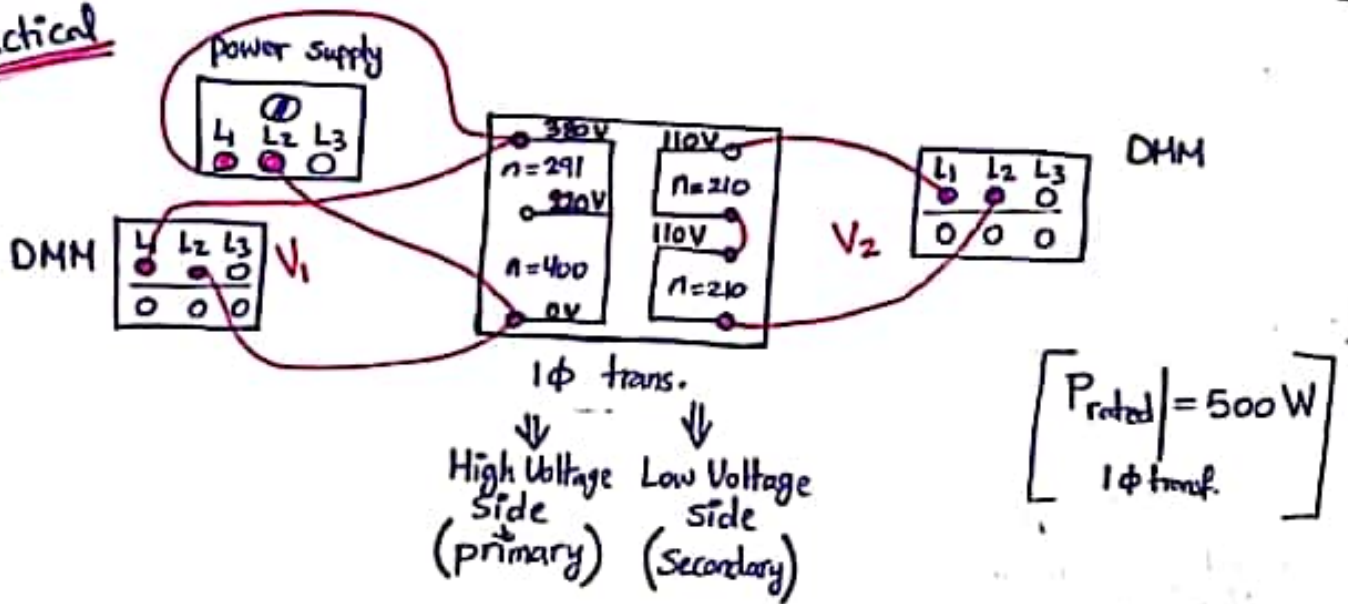 power supply
L1 L2 L3
380V
n=291
220V
n=400
0V
110V
n=210
110V
n=210
DMM
L1 L2 L3
V1
V2
L1 L2 L3
DMM
1ϕ trans.
⇓ ⇓
High Voltage side (primary)
Low Voltage side (Secondary)
[Prated| = 500 W]
1ϕ transf.